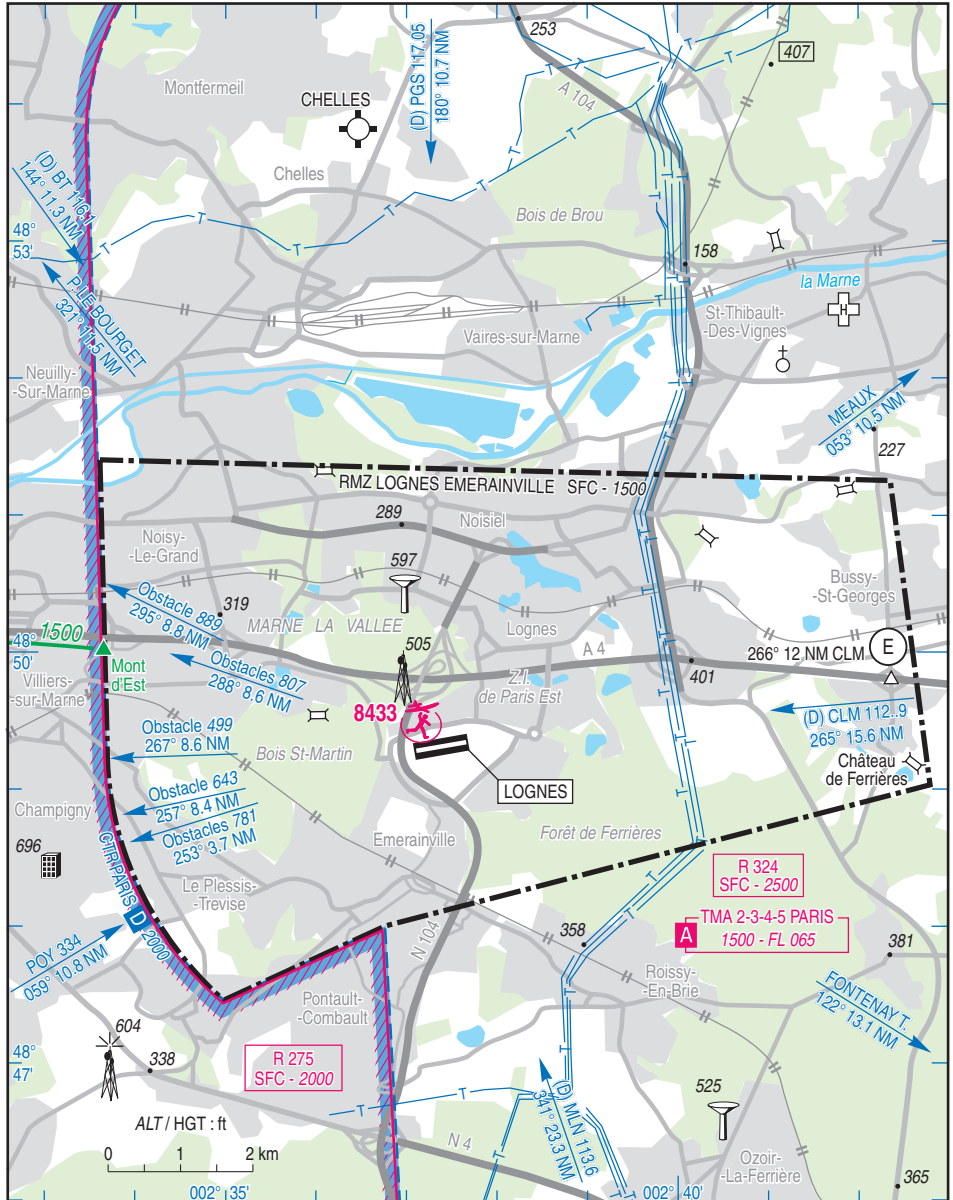 253
407
Montfermeil
A 104
CHELLES
(D) PGS 117.05
180° 10.7 NM
Chelles
(D) BT 116.1
144° 11.3 NM
Bois de Brou
48°
53'
158
la Marne
P. LE BOURGET
321° 11.5 NM
H
St-Thibault-
-Des-Vignes
Vaires-sur-Marne
Neuilly-
-Sur-Marne
MEAUX
053° 10.5 NM
227
RMZ LOGNES EMERAINVILLE SFC - 1500
289
Noisiel
Noisy-
-Le-Grand
597
Bussy-
-St-Georges
Obstacle 889
295° 8.8 NM
319
MARNE LA VALLEE
Lognes
1500
48°
50'
505
A 4
E
266° 12 NM CLM
Mont
d'Est
Obstacles 807
288° 8.6 NM
401
Villiers
-sur-Marne
Z.I.
de Paris Est
8433
(D) CLM 112..9
265° 15.6 NM
Obstacle 499
267° 8.6 NM
Bois St-Martin
Château
de Ferrières
LOGNES
Obstacle 643
257° 8.4 NM
Champigny
Obstacles 781
253° 3.7 NM
Emerainville
Forêt de Ferrières
696
CTR PARIS D 2000
Le Plessis-
-Trevise
R 324
SFC - 2500
TMA 2-3-4-5 PARIS
A
1500 - FL 065
POY 334
059° 10.8 NM
N 104
358
381
Roissy-
-En-Brie
Pontault-
-Combault
FONTENAY T.
122° 13.1 NM
604
48°
47'
338
R 275
SFC - 2000
(D) MLN 113.6
341° 23.3 NM
525
ALT / HGT : ft
N 4
0 1 2 km
Ozoir-
-La-Ferrière
365
002° 35'
002° 40'